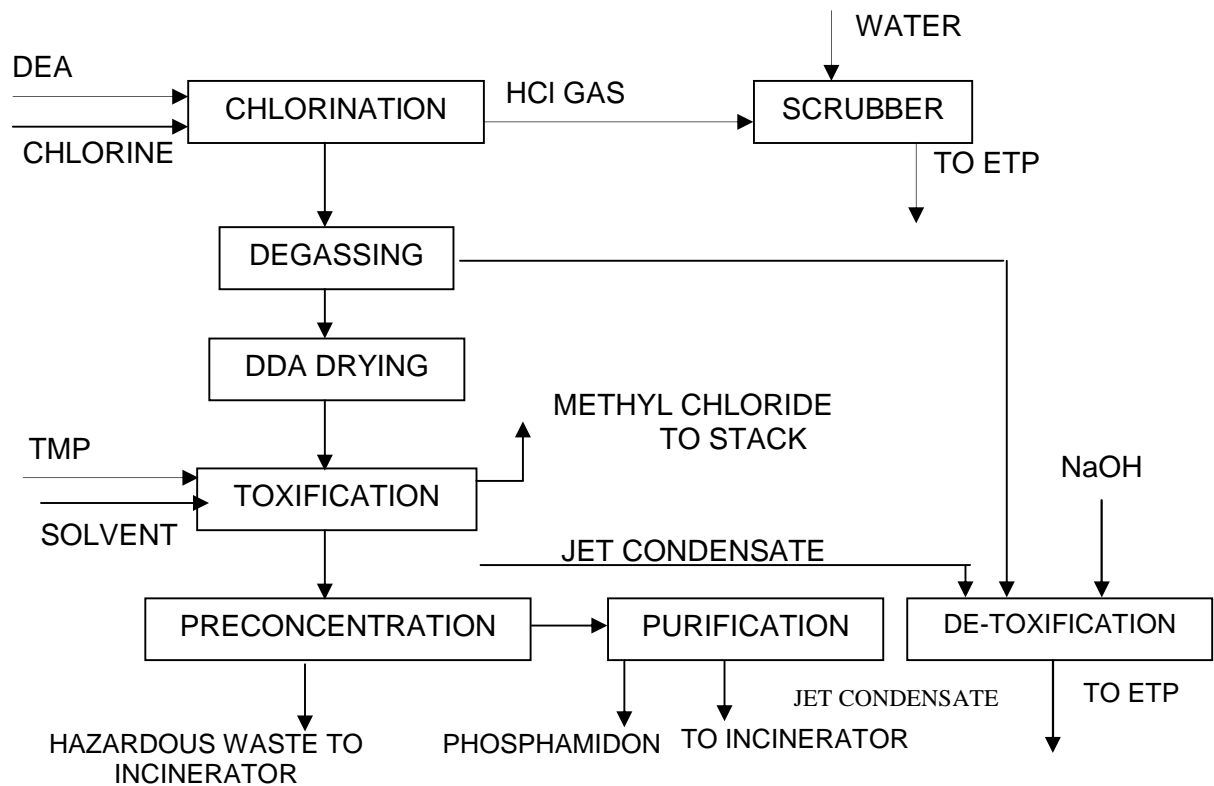 WATER
DEA
CHLORINATION
HCl GAS
SCRUBBER
CHLORINE
TO ETP
DEGASSING
DDA DRYING
METHYL CHLORIDE
TO STACK
TMP
TOXIFICATION
NaOH
SOLVENT
JET CONDENSATE
PRECONCENTRATION
PURIFICATION
DE-TOXIFICATION
JET CONDENSATE
TO ETP
HAZARDOUS WASTE TO
INCINERATOR
PHOSPHAMIDON
TO INCINERATOR